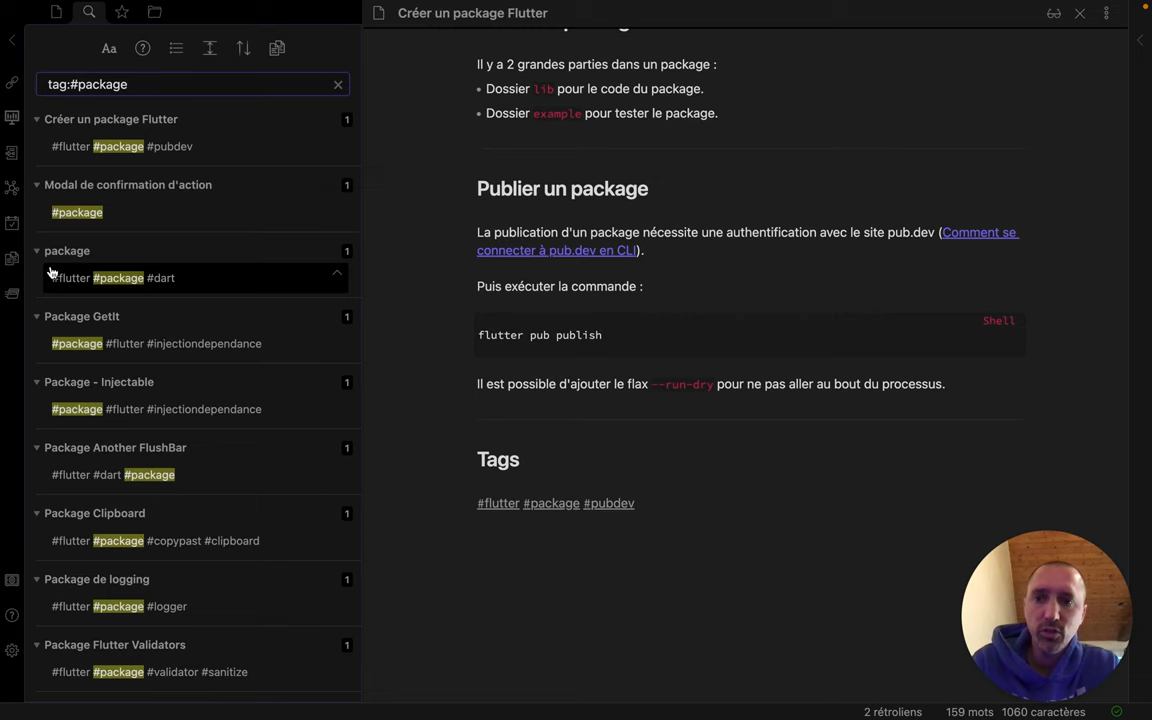 Créer un package Flutter
Aa
tag:#package
Créer un package Flutter
1
#flutter #package #pubdev
Modal de confirmation d'action
1
#package
package
1
#flutter #package #dart
Package GetIt
1
#package #flutter #injectiondependance
Package - Injectable
1
#package #flutter #injectiondependance
Package Another FlushBar
1
#flutter #dart #package
Package Clipboard
1
#flutter #package #copypast #clipboard
Package de logging
1
#flutter #package #logger
Package Flutter Validators
1
#flutter #package #validator #sanitize
Il y a 2 grandes parties dans un package :
• Dossier lib pour le code du package.
• Dossier example pour tester le package.
Publier un package
La publication d'un package nécessite une authentification avec le site pub.dev (Comment se
connecter à pub.dev en CLI).
Puis exécuter la commande :
Shell
flutter pub publish
Il est possible d'ajouter le flax --run-dry pour ne pas aller au bout du processus.
Tags
#flutter #package #pubdev
2 rétroliens 159 mots 1060 caractères